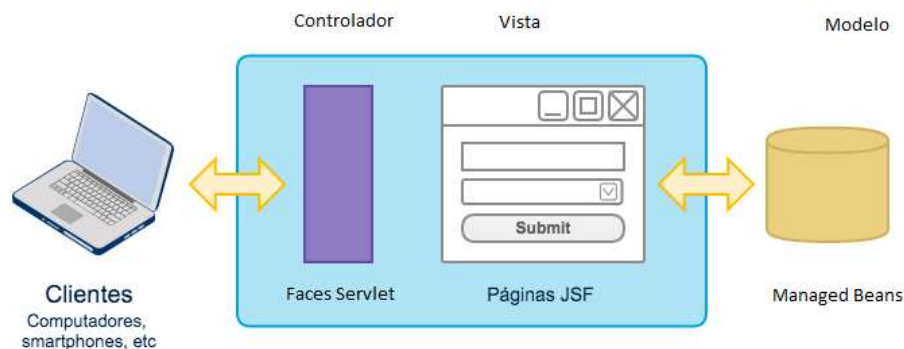 Controlador
Vista
Modelo
Submit
Clientes
Computadores,
smartphones, etc
Faces Servlet
Páginas JSF
Managed Beans